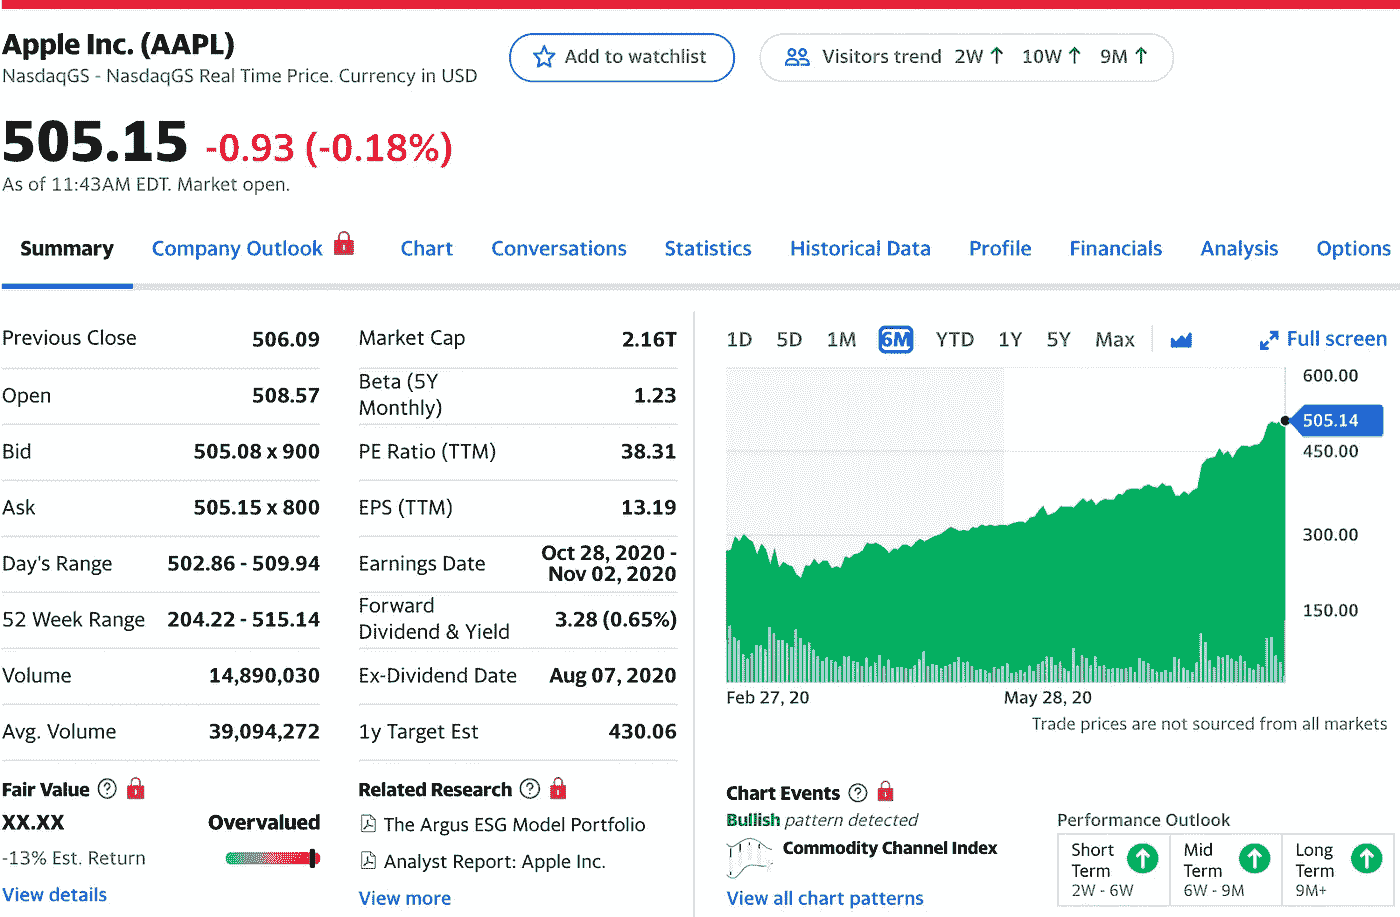 Apple Inc. (AAPL)
NasdaqGS - NasdaqGS Real Time Price. Currency in USD
Add to watchlist
Visitors trend 2W ↑ 10W ↑ 9M ↑
505.15 -0.93 (-0.18%)
As of 11:43AM EDT. Market open.
Summary Company Outlook Chart Conversations Statistics Historical Data Profile Financials Analysis Options
Previous Close 506.09
Open 508.57
Bid 505.08 x 900
Ask 505.15 x 800
Day's Range 502.86 - 509.94
52 Week Range 204.22 - 515.14
Volume 14,890,030
Avg. Volume 39,094,272
Market Cap 2.16T
Beta (5Y
Monthly) 1.23
PE Ratio (TTM) 38.31
EPS (TTM) 13.19
Earnings Date Oct 28, 2020 -
Nov 02, 2020
Forward
Dividend & Yield 3.28 (0.65%)
Ex-Dividend Date Aug 07, 2020
1y Target Est 430.06
1D 5D 1M 6M YTD 1Y 5Y Max
Full screen
600.00
505.14
450.00
300.00
150.00
Feb 27, 20 May 28, 20
Trade prices are not sourced from all markets
Fair Value ?
XX.XX Overvalued
-13% Est. Return
View details
Related Research ?
The Argus ESG Model Portfolio
Analyst Report: Apple Inc.
View more
Chart Events ?
Bullish pattern detected
Commodity Channel Index
View all chart patterns
Performance Outlook
Short
Term
2W - 6W
Mid
Term
6W - 9M
Long
Term
9M+